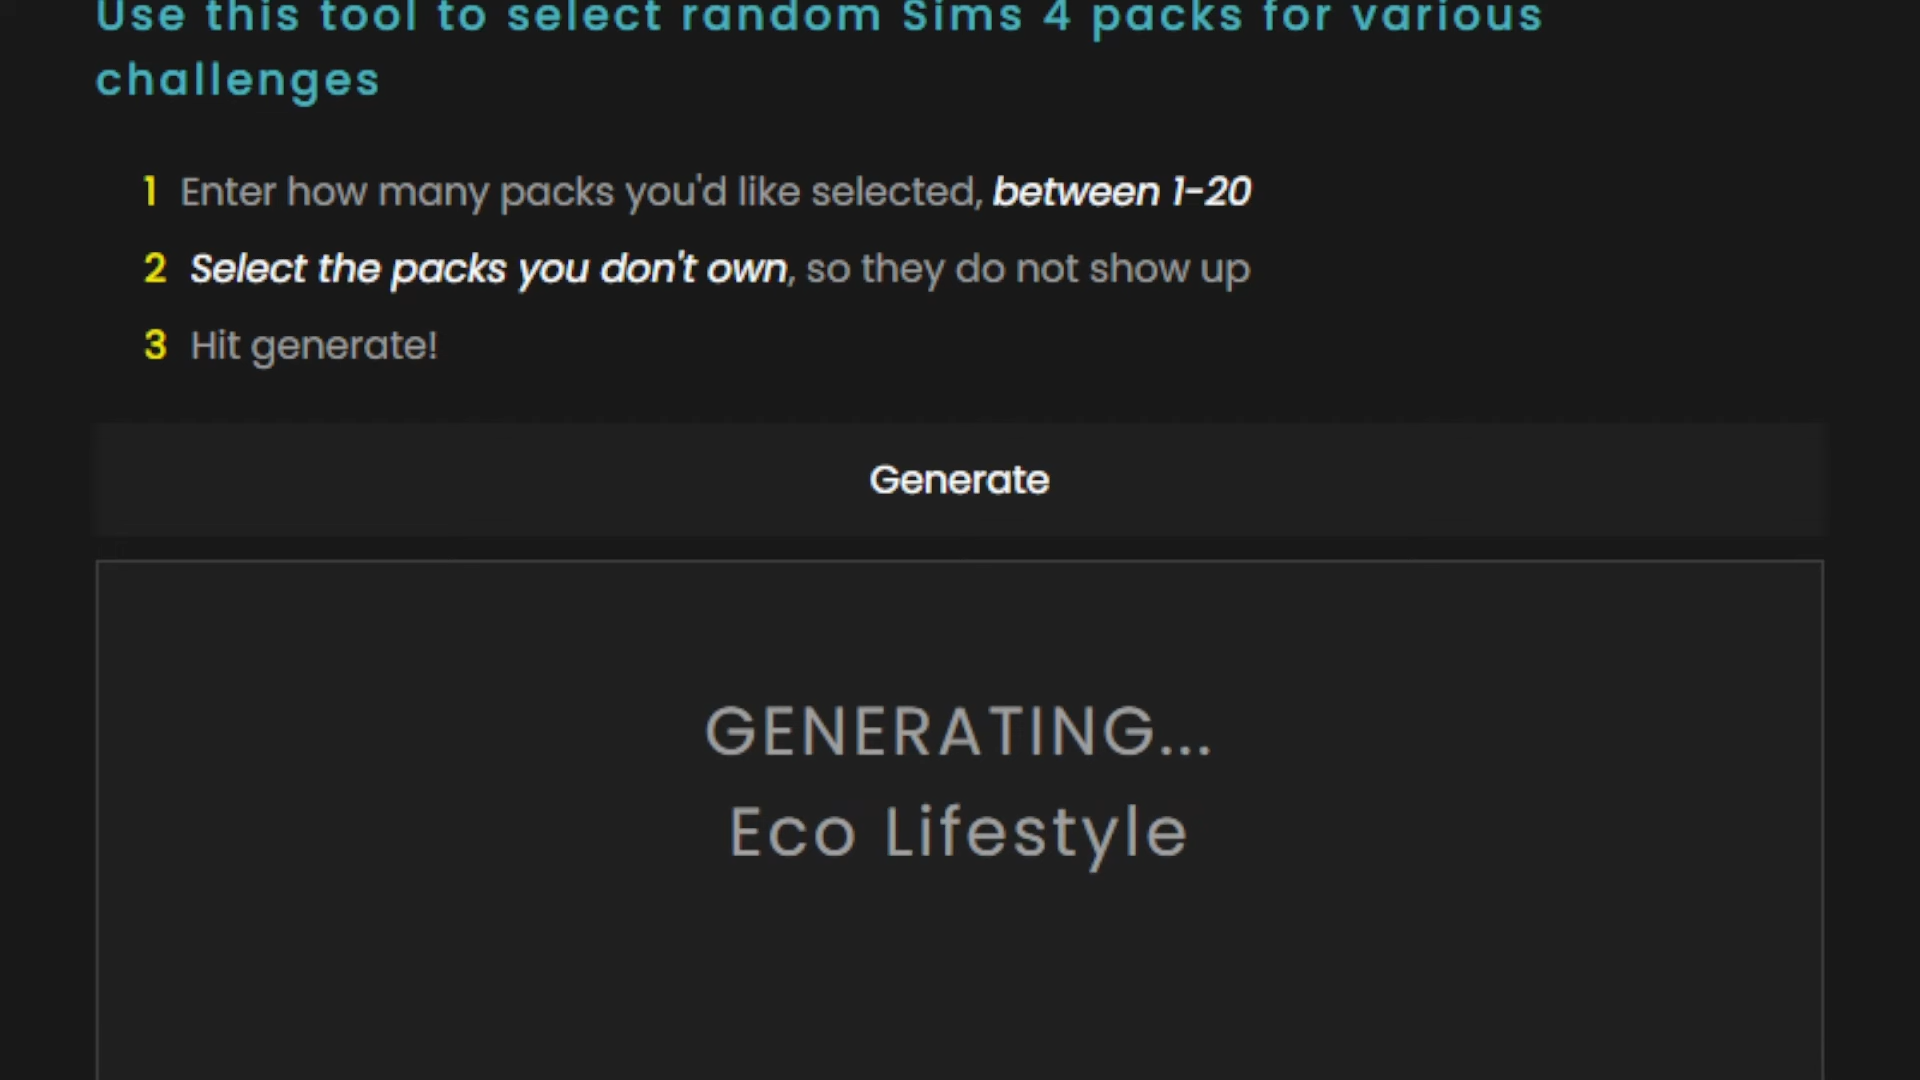 Use this tool to select random Sims 4 packs for various
challenges
1 Enter how many packs you'd like selected, between 1-20
2 Select the packs you don't own, so they do not show up
3 Hit generate!
Generate
GENERATING...
Eco Lifestyle